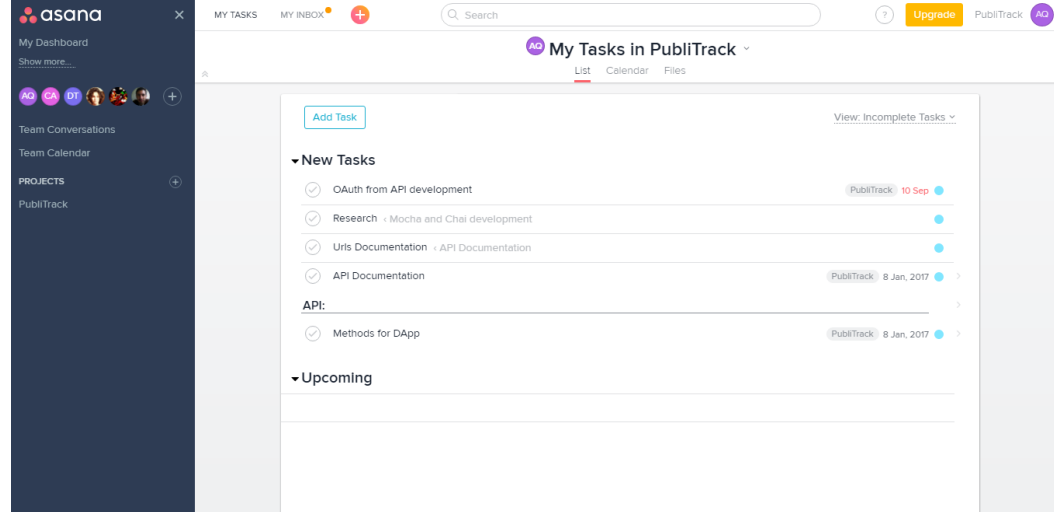 asana
My Dashboard
Show more...
AQ CA DT
Team Conversations
Team Calendar
PROJECTS
PubliTrack
MY TASKS MY INBOX Search ? Upgrade PubliTrack AQ
AQ My Tasks in PubliTrack
List Calendar Files
Add Task View: Incomplete Tasks
New Tasks
OAuth from API development PubliTrack 10 Sep
Research ‹ Mocha and Chai development
Urls Documentation ‹ API Documentation
API Documentation PubliTrack 8 Jan, 2017
API:
Methods for DApp PubliTrack 8 Jan, 2017
Upcoming